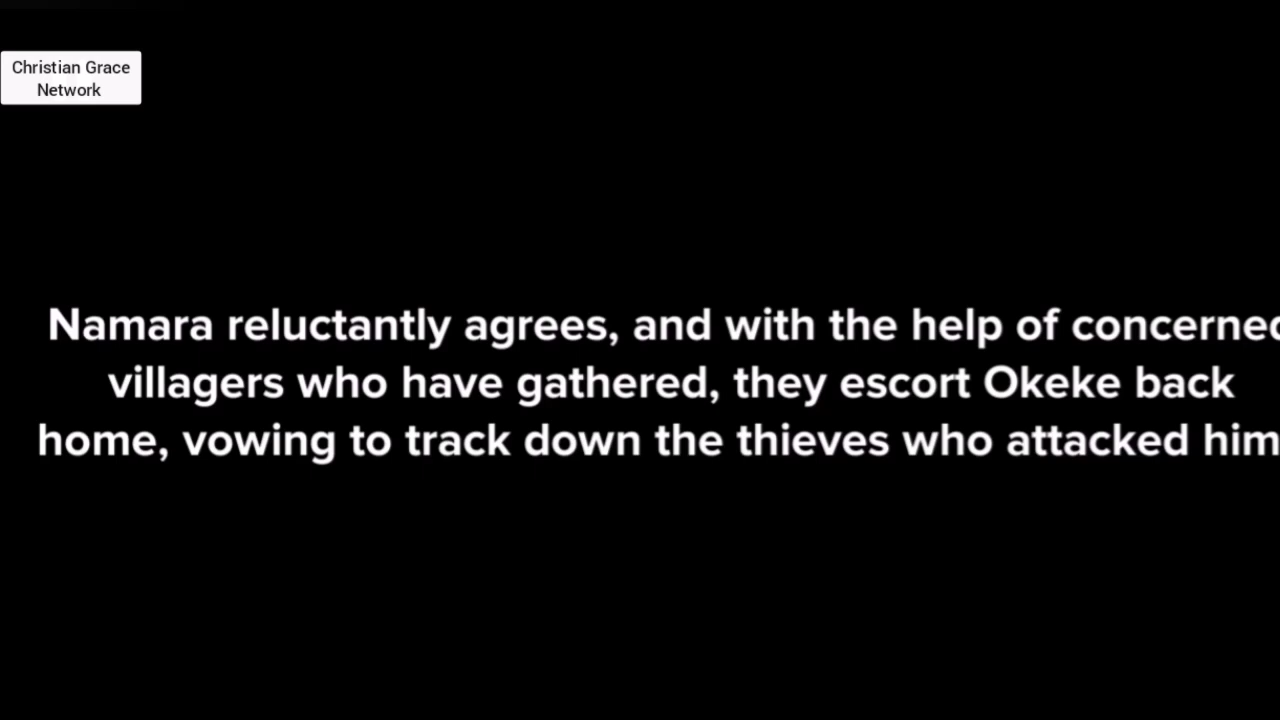 Christian Grace
Network
Namara reluctantly agrees, and with the help of concerned
villagers who have gathered, they escort Okeke back
home, vowing to track down the thieves who attacked him